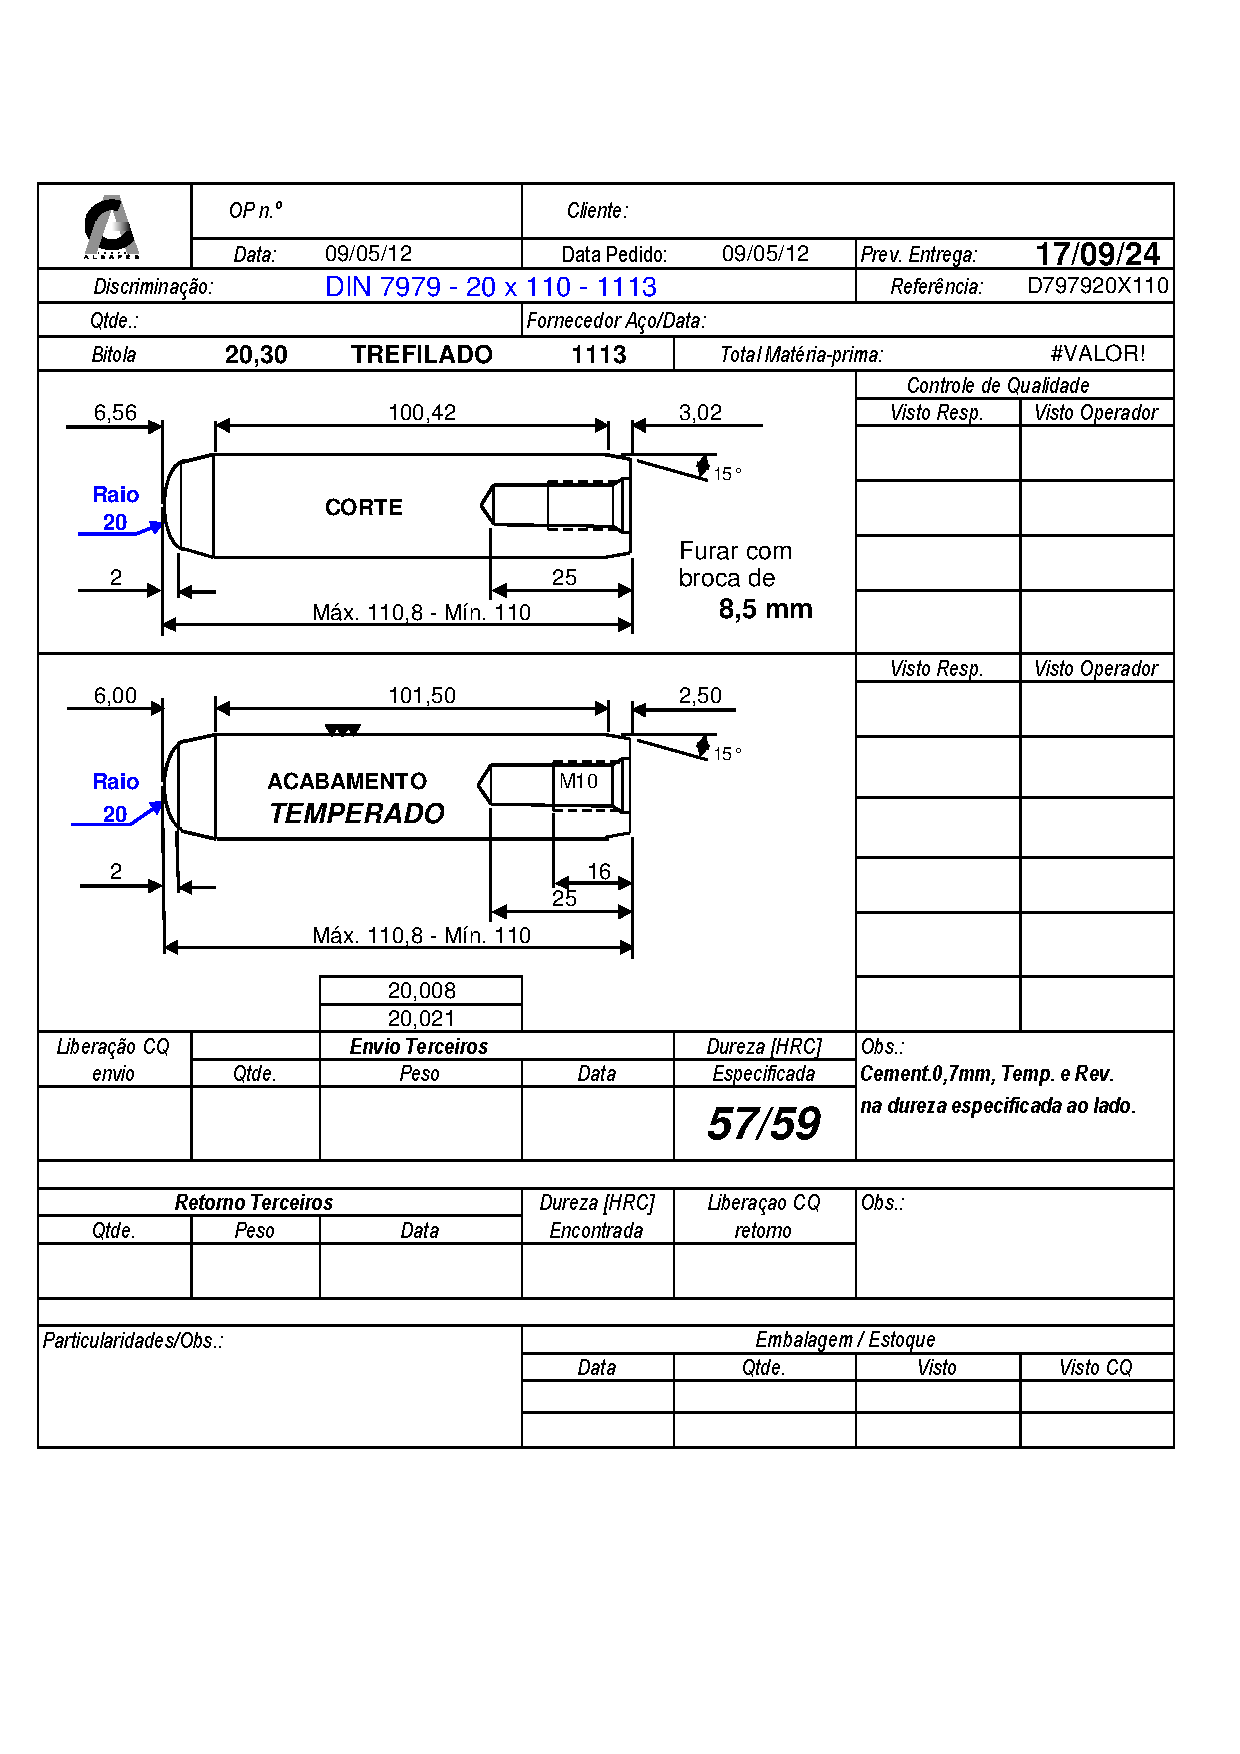 ALBAPES
OP n.º Cliente:
Data: 09/05/12 Data Pedido: 09/05/12 Prev. Entrega: 17/09/24
Discriminação: DIN 7979 - 20 x 110 - 1113 Referência: D797920X110
Qtde.: Fornecedor Aço/Data:
Bitola 20,30 TREFILADO 1113 Total Matéria-prima: #VALOR!
Controle de Qualidade
6,56 100,42 3,02 Visto Resp. Visto Operador
15°
Raio
20
CORTE
Furar com
broca de
8,5 mm
2 25
Máx. 110,8 - Mín. 110
Visto Resp. Visto Operador
6,00 101,50 2,50
15°
Raio
20
ACABAMENTO M10
TEMPERADO
2 16
25
Máx. 110,8 - Mín. 110
20,008
20,021
Liberação CQ Envio Terceiros Dureza [HRC] Obs.:
envio Qtde. Peso Data Especificada Cement.0,7mm, Temp. e Rev.
57/59 na dureza especificada ao lado.
Retorno Terceiros Dureza [HRC] Liberaçao CQ Obs.:
Qtde. Peso Data Encontrada retorno
Particularidades/Obs.: Embalagem / Estoque
Data Qtde. Visto Visto CQ